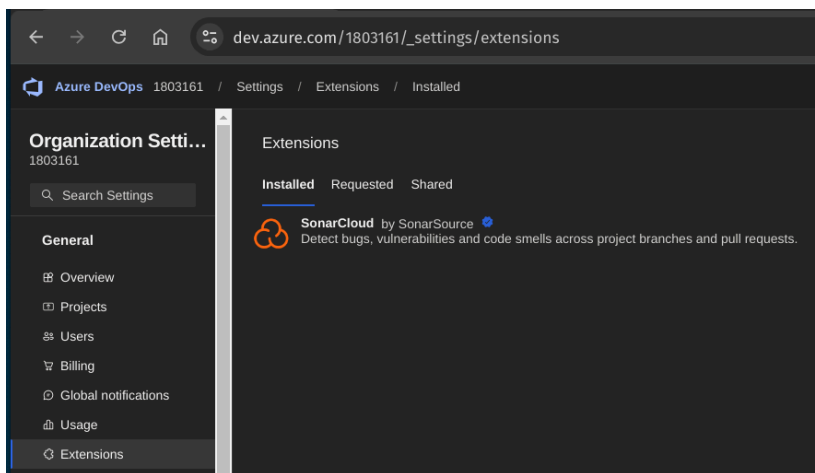 dev.azure.com/1803161/_settings/extensions
Azure DevOps 1803161 / Settings / Extensions / Installed
Organization Setti...
1803161
Search Settings
General
Overview
Projects
Users
Billing
Global notifications
Usage
Extensions
Extensions
Installed Requested Shared
SonarCloud by SonarSource
Detect bugs, vulnerabilities and code smells across project branches and pull requests.